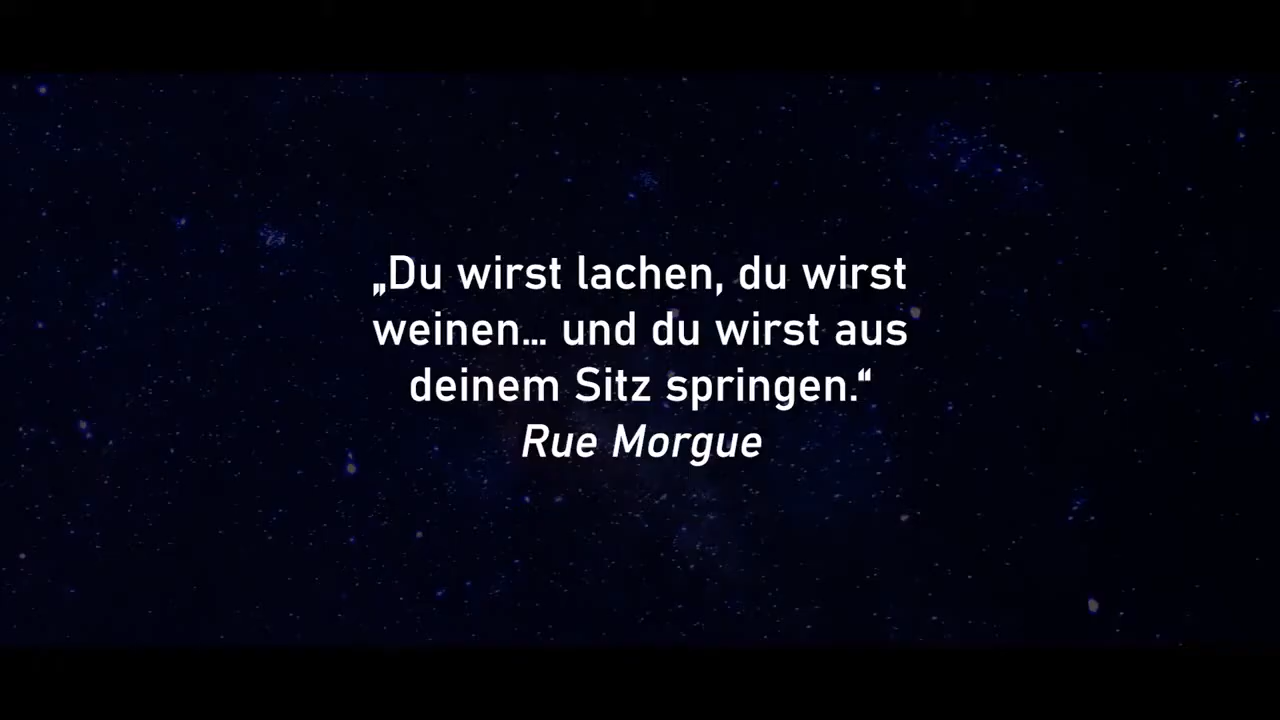 „Du wirst lachen, du wirst
weinen... und du wirst aus
deinem Sitz springen.“
Rue Morgue